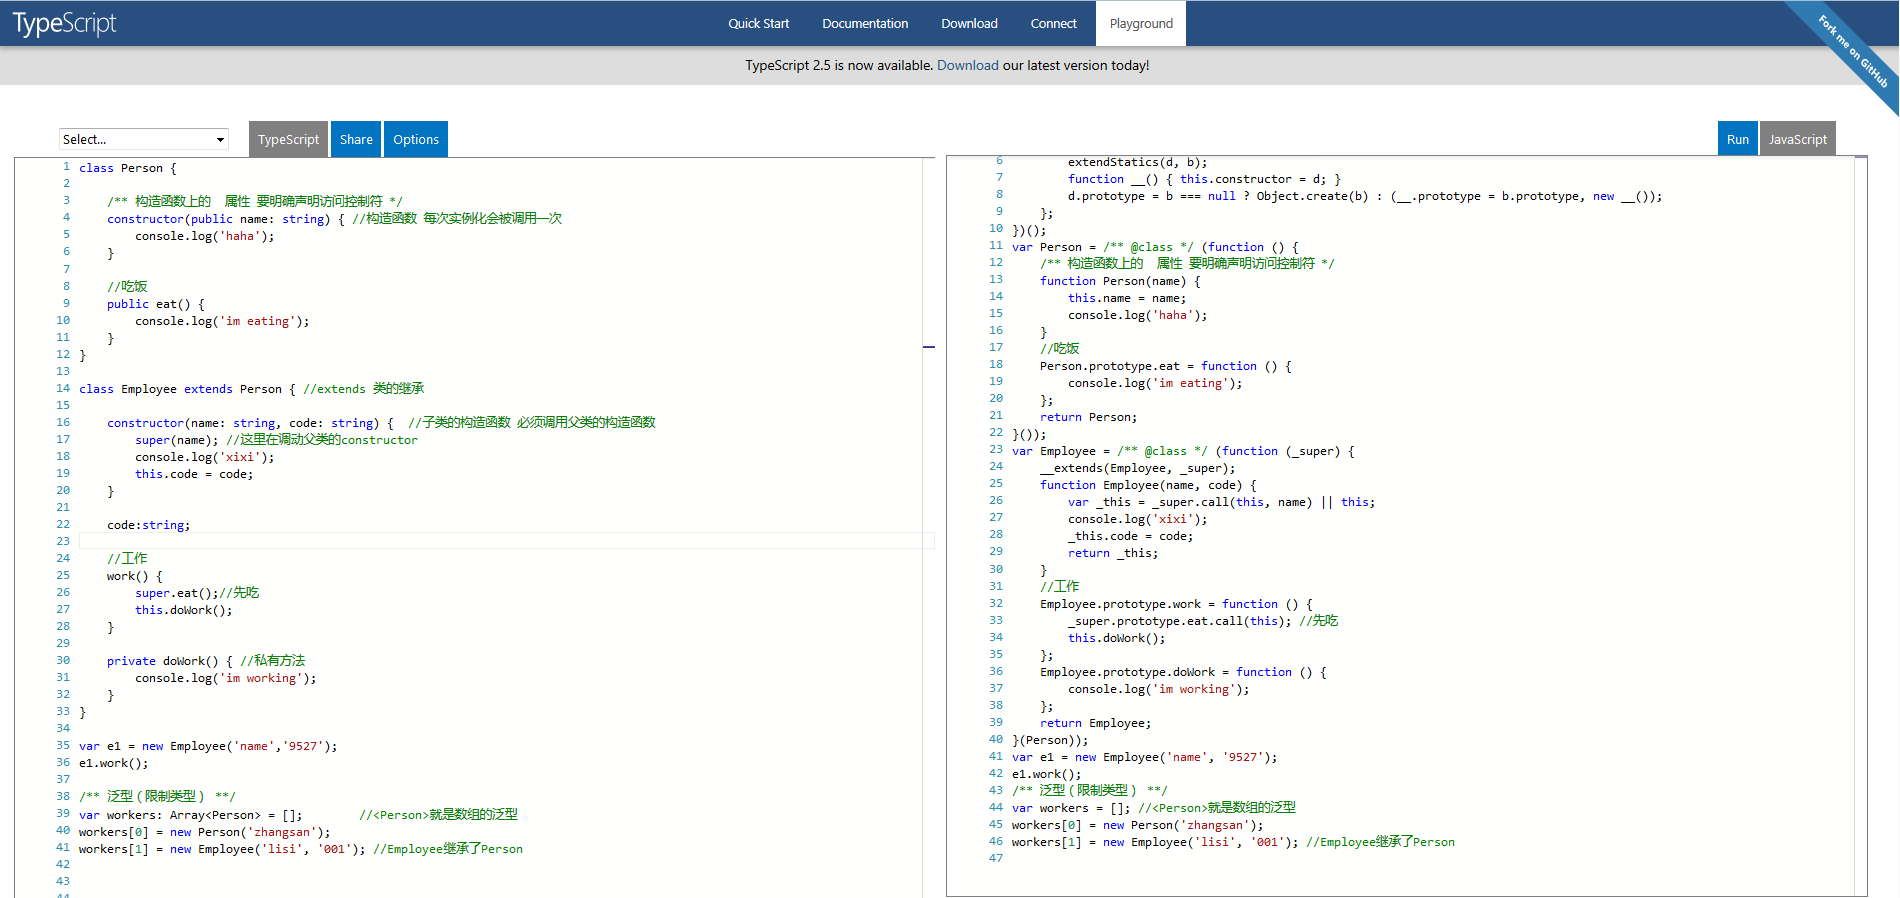 TypeScript
Quick Start Documentation Download Connect Playground
Fork me on GitHub
TypeScript 2.5 is now available. Download our latest version today!
Select... TypeScript Share Options
Run JavaScript
1 class Person {
2
3 /** 构造函数上的 属性 要明确声明访问控制符 */
4 constructor(public name: string) { //构造函数 每次实例化会被调用一次
5 console.log('haha');
6 }
7
8 //吃饭
9 public eat() {
10 console.log('im eating');
11 }
12 }
13
14 class Employee extends Person { //extends 类的继承
15
16 constructor(name: string, code: string) { //子类的构造函数 必须调用父类的构造函数
17 super(name); //这里在调动父类的constructor
18 console.log('xixi');
19 this.code = code;
20 }
21
22 code:string;
23
24 //工作
25 work() {
26 super.eat();//先吃
27 this.doWork();
28 }
29
30 private doWork() { //私有方法
31 console.log('im working');
32 }
33 }
34
35 var e1 = new Employee('name','9527');
36 e1.work();
37
38 /** 泛型（限制类型） **/
39 var workers: Array<Person> = []; //<Person>就是数组的泛型
40 workers[0] = new Person('zhangsan');
41 workers[1] = new Employee('lisi', '001'); //Employee继承了Person
42
43
44
6 extendStatics(d, b);
7 function __() { this.constructor = d; }
8 d.prototype = b === null ? Object.create(b) : (__.prototype = b.prototype, new __());
9 };
10 })();
11 var Person = /** @class */ (function () {
12 /** 构造函数上的 属性 要明确声明访问控制符 */
13 function Person(name) {
14 this.name = name;
15 console.log('haha');
16 }
17 //吃饭
18 Person.prototype.eat = function () {
19 console.log('im eating');
20 };
21 return Person;
22 }());
23 var Employee = /** @class */ (function (_super) {
24 __extends(Employee, _super);
25 function Employee(name, code) {
26 var _this = _super.call(this, name) || this;
27 console.log('xixi');
28 _this.code = code;
29 return _this;
30 }
31 //工作
32 Employee.prototype.work = function () {
33 _super.prototype.eat.call(this); //先吃
34 this.doWork();
35 };
36 Employee.prototype.doWork = function () {
37 console.log('im working');
38 };
39 return Employee;
40 }(Person));
41 var e1 = new Employee('name', '9527');
42 e1.work();
43 /** 泛型（限制类型） **/
44 var workers = []; //<Person>就是数组的泛型
45 workers[0] = new Person('zhangsan');
46 workers[1] = new Employee('lisi', '001'); //Employee继承了Person
47